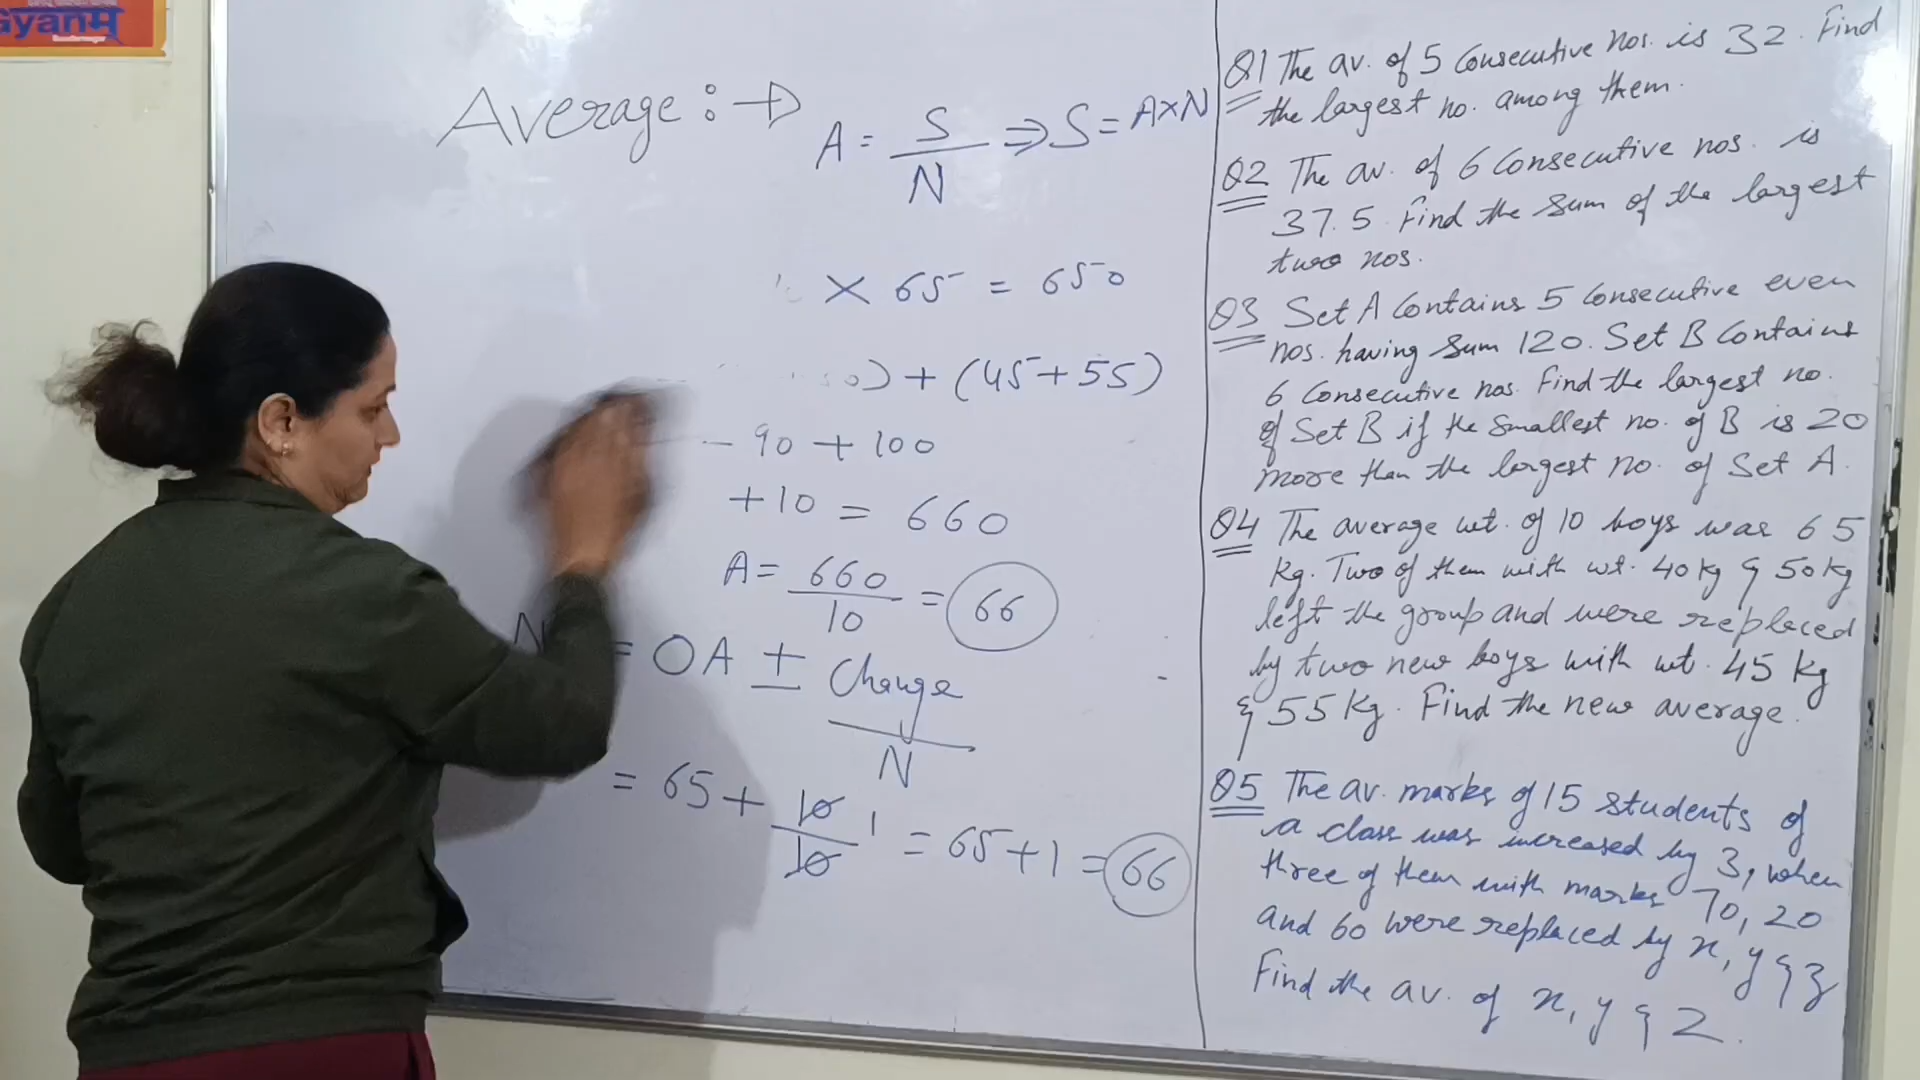 Gyanम्
Average :→
A = S/N ⇒ S = A×N
× 65 = 650
) + (45+55)
- 90 + 100
+10 = 660
A = 660/10 = 66
= OA ± Change/N
= 65 + 10/10 1 = 65+1 = 66
Q1 The av. of 5 Consecutive nos. is 32. Find
the largest no. among them.
Q2 The av. of 6 Consecutive nos. is
37.5. Find the Sum of the largest
two nos.
Q3 Set A Contains 5 Consecutive even
nos. having Sum 120. Set B Contains
6 Consecutive nos. Find the largest no.
of Set B if the Smallest no. of B is 20
more than the largest no. of Set A.
Q4 The average wt. of 10 boys was 65
kg. Two of them with wt. 40 kg & 50 kg
left the group and were replaced
by two new boys with wt. 45 kg
& 55 kg. Find the new average.
Q5 The av. marks of 15 students of
a class was increased by 3, when
three of them with marks 70, 20
and 60 were replaced by x, y & z
Find the av. of x, y & z.